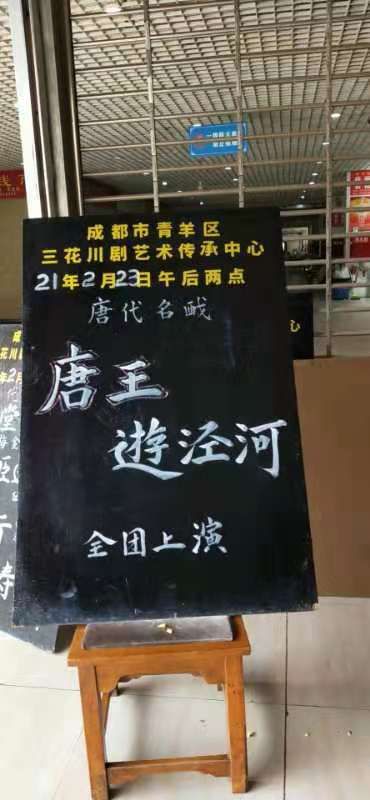 成都市青羊区
三花川剧艺术传承中心
21年2月23日午后两点
唐代名戯
唐王
遊泾河
全团上演